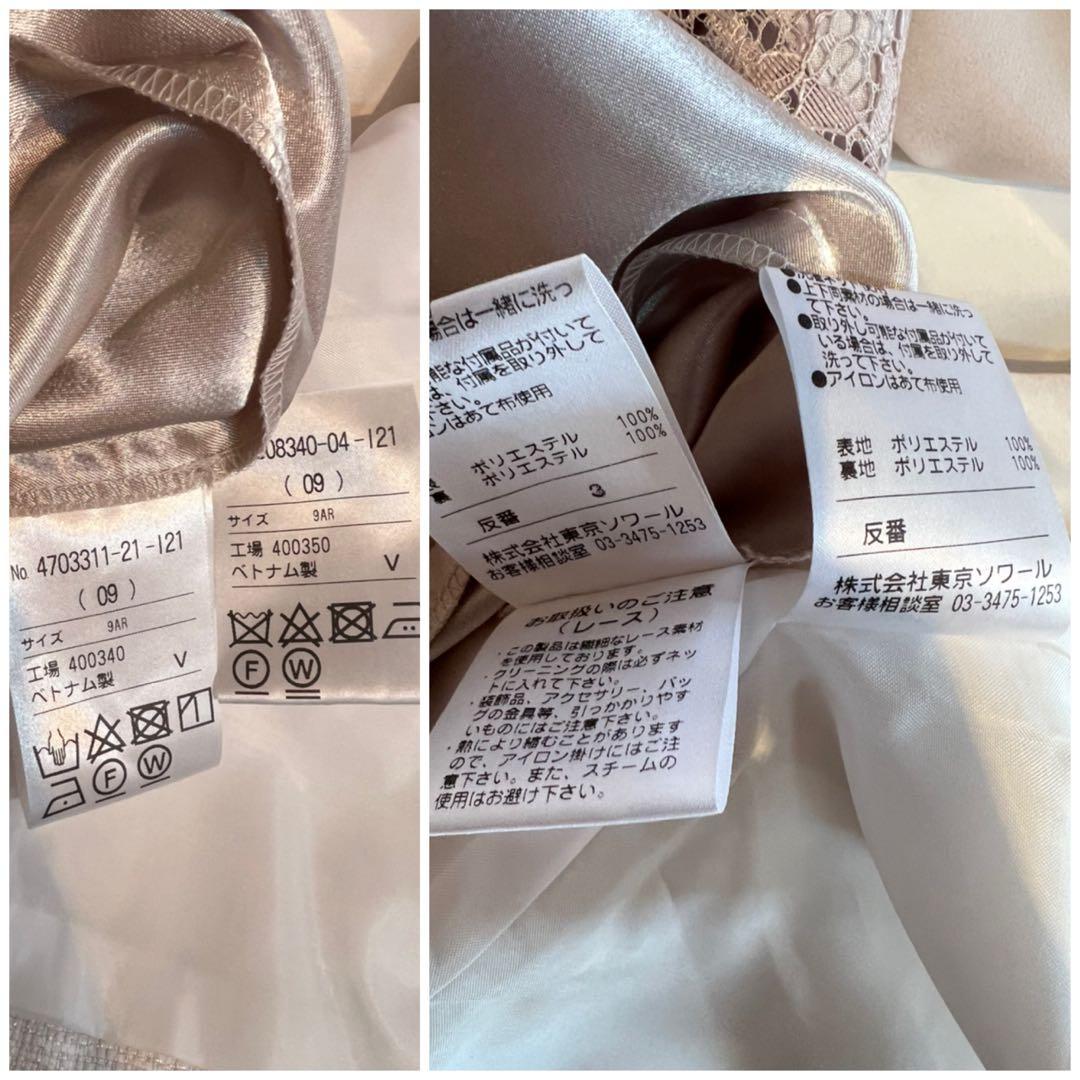 No. 4703311-21-I21
( 09 )
サイズ 9AR
工場 400340
ベトナム製 V
F W
08340-04-I21
( 09 )
サイズ 9AR
工場 400350
ベトナム製 V
F W
場合は一緒に洗っ
能な付属品が付いて
は、付属を取り外して
さい。
ロンはあて布使用
ポリエステル 100%
ポリエステル 100%
3
反番
株式会社東京ソワール
お客様相談室 03-3475-1253
お取扱いのご注意
(レース)
・この製品は繊細なレース素材
を使用しております。
・クリーニングの際は必ずネッ
トに入れて下さい。
・装飾品、アクセサリー、バッ
グの金具等、引っかかりやす
いものにはご注意下さい。
・熱により縮むことがあります
ので、アイロン掛けにはご注
意下さい。また、スチームの
使用はお避け下さい。
●上下同素材の場合は一緒に洗っ
て下さい。
●取り外し可能な付属品が付いて
いる場合は、付属を取り外して
洗って下さい。
●アイロンはあて布使用
表地 ポリエステル 100%
裏地 ポリエステル 100%
反番
株式会社東京ソワール
お客様相談室 03-3475-1253